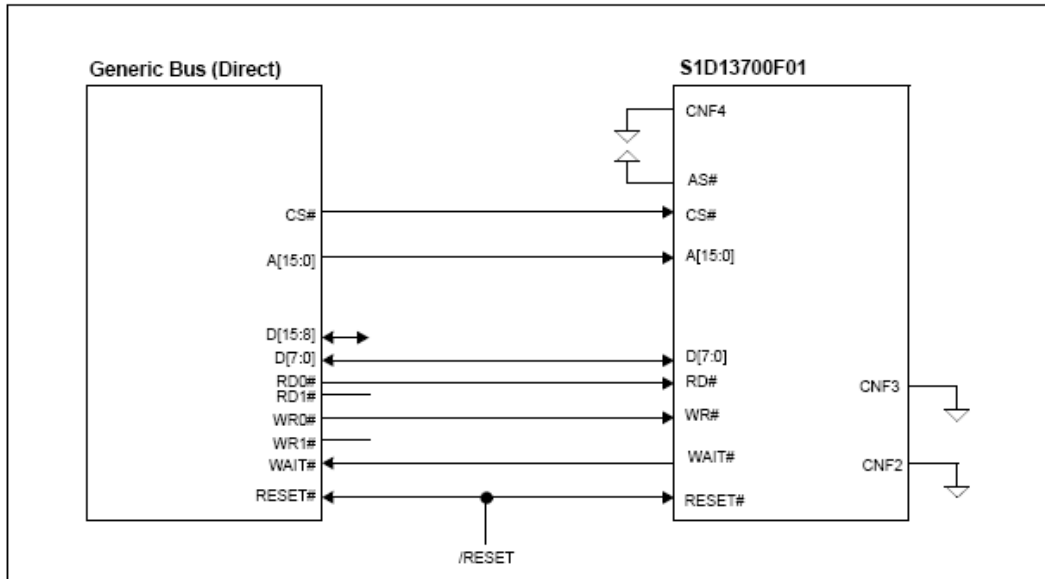 Generic Bus (Direct)
CS#
A[15:0]
D[15:8]
D[7:0]
RD0#
RD1#
WR0#
WR1#
WAIT#
RESET#
/RESET
S1D13700F01
CNF4
AS#
CS#
A[15:0]
D[7:0]
RD#
WR#
WAIT#
RESET#
CNF3
CNF2